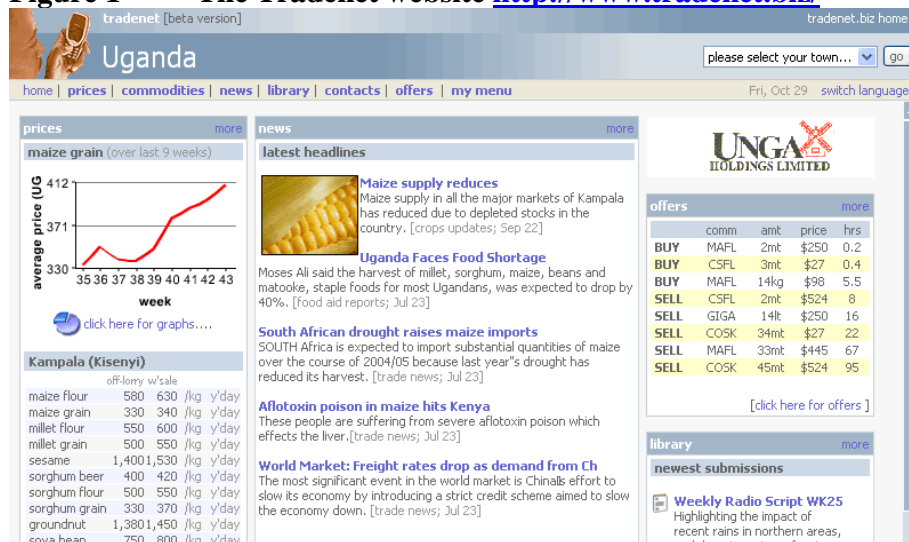 Figure 1 The Tradenet website http://www.tradenet.biz/
tradenet [beta version]
tradenet.biz home
Uganda
please select your town...
go
home | prices | commodities | news | library | contacts | offers | my menu
Fri, Oct 29 switch language
prices more
maize grain (over last 9 weeks)
average price (UG
412
371
330
35 36 37 38 39 40 41 42 43
week
click here for graphs....
Kampala (Kisenyi)
off-lorry w'sale
maize flour 580 630 /kg y'day
maize grain 330 340 /kg y'day
millet flour 550 600 /kg y'day
millet grain 500 550 /kg y'day
sesame 1,400 1,530 /kg y'day
sorghum beer 400 420 /kg y'day
sorghum flour 500 550 /kg y'day
sorghum grain 330 370 /kg y'day
groundnut 1,380 1,450 /kg y'day
soya bean 750 800 /kg y'day
news more
latest headlines
Maize supply reduces
Maize supply in all the major markets of Kampala
has reduced due to depleted stocks in the
country. [crops updates; Sep 22]
Uganda Faces Food Shortage
Moses Ali said the harvest of millet, sorghum, maize, beans and
matooke, staple foods for most Ugandans, was expected to drop by
40%. [food aid reports; Jul 23]
South African drought raises maize imports
SOUTH Africa is expected to import substantial quantities of maize
over the course of 2004/05 because last year"s drought has
reduced its harvest. [trade news; Jul 23]
Aflotoxin poison in maize hits Kenya
These people are suffering from severe aflotoxin poison which
effects the liver.[trade news; Jul 23]
World Market: Freight rates drop as demand from Ch
The most significant event in the world market is China's effort to
slow its economy by introducing a strict credit scheme aimed to slow
the economy down. [trade news; Jul 23]
UNGA
HOLDINGS LIMITED
offers more
comm amt price hrs
BUY MAFL 2mt $250 0.2
BUY CSFL 3mt $27 0.4
BUY MAFL 14kg $98 5.5
SELL CSFL 2mt $524 8
SELL GIGA 14lt $250 16
SELL COSK 34mt $27 22
SELL MAFL 33mt $445 67
SELL COSK 45mt $524 95
[click here for offers ]
library more
newest submissions
Weekly Radio Script WK25
Highlighting the impact of
recent rains in northern areas,